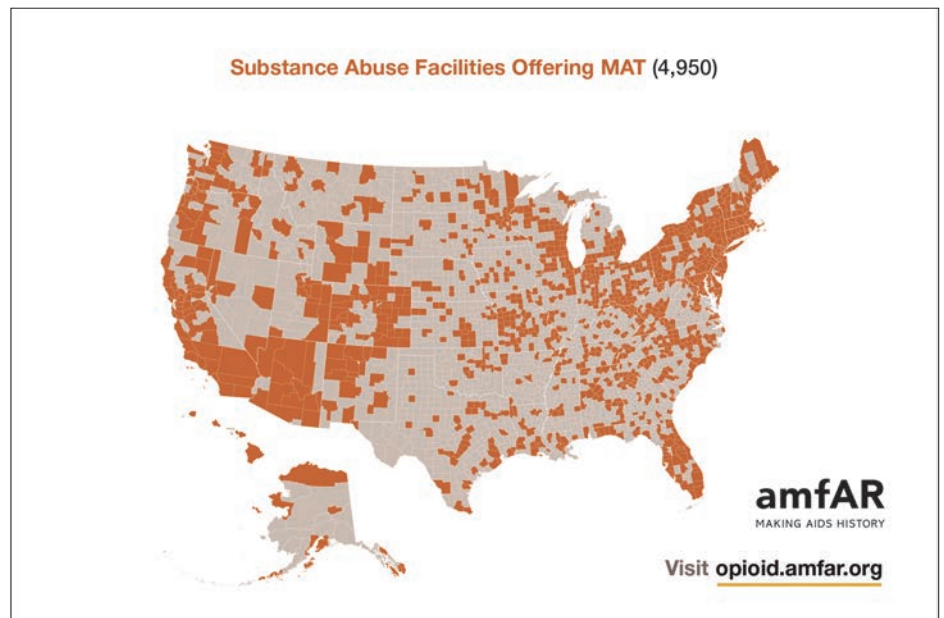 Substance Abuse Facilities Offering MAT (4,950)
amfAR
MAKING AIDS HISTORY
Visit opioid.amfar.org